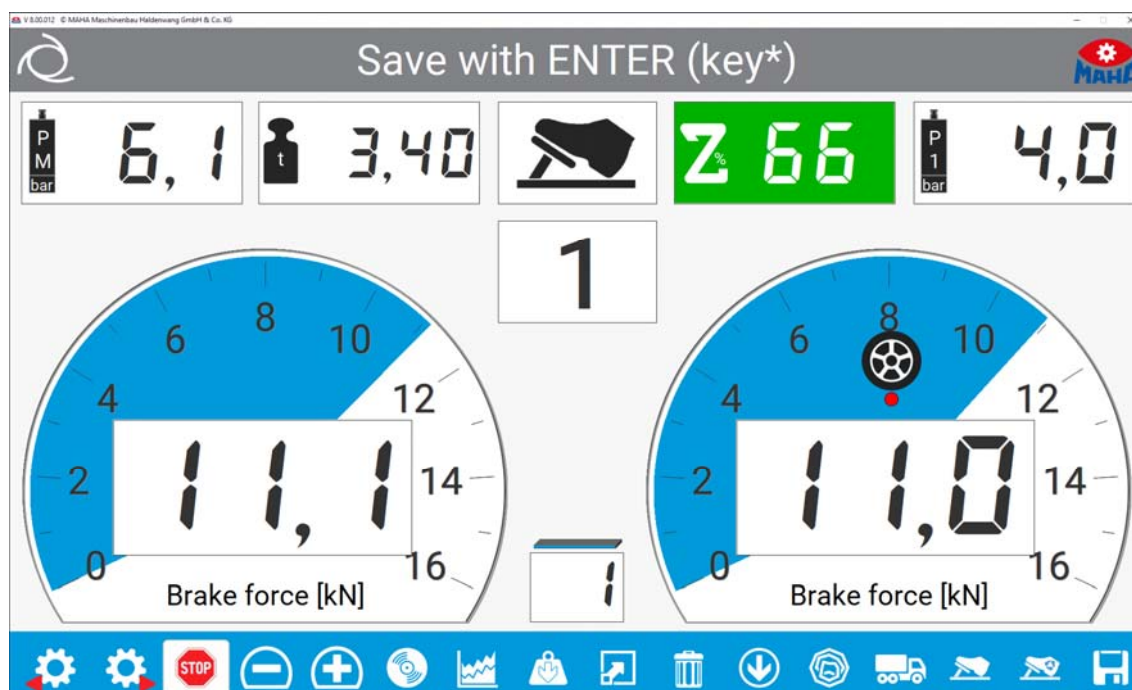 V 8.00.012 © MAHA Maschinenbau Haldenwang GmbH & Co. KG
Save with ENTER (key*)
MAHA
P M bar 6,1
t 3,40
Z % 66
P 1 bar 4,0
1
0 2 4 6 8 10 12 14 16
11,1
Brake force [kN]
1
0 2 4 6 8 10 12 14 16
11,0
Brake force [kN]
STOP